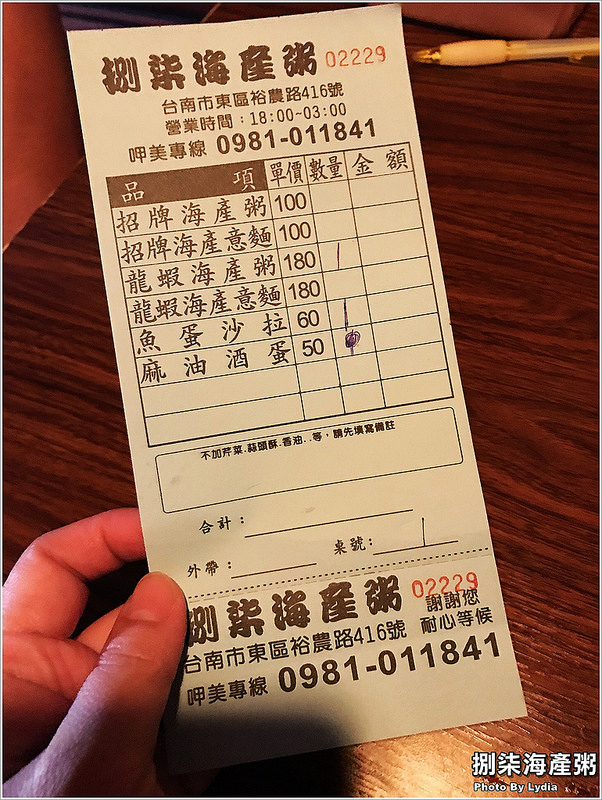 捌柒海產粥 02229
台南市東區裕農路416號
營業時間：18:00~03:00
呷美專線 0981-011841
品項 單價 數量 金額
招牌海產粥 100
招牌海產意麵 100
龍蝦海產粥 180 /
龍蝦海產意麵 180
魚蛋沙拉 60 /
麻油酒蛋 50
不加芹菜.蒜頭酥.香油..等，請先填寫備註
合計：
外帶： 桌號： 1
捌柒海產粥 02229
謝謝您
台南市東區裕農路416號 耐心等候
呷美專線 0981-011841
捌柒海產粥
Photo By Lydia